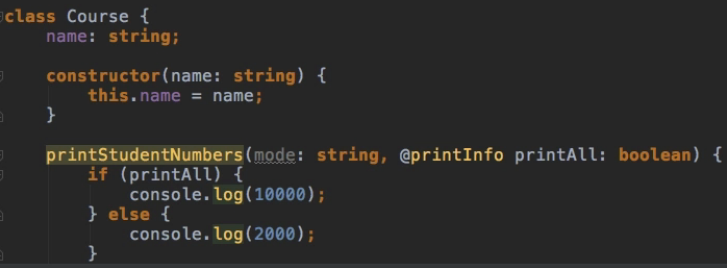 class Course {
name: string;
constructor(name: string) {
this.name = name;
}
printStudentNumbers(mode: string, @printInfo printAll: boolean) {
if (printAll) {
console.log(10000);
} else {
console.log(2000);
}